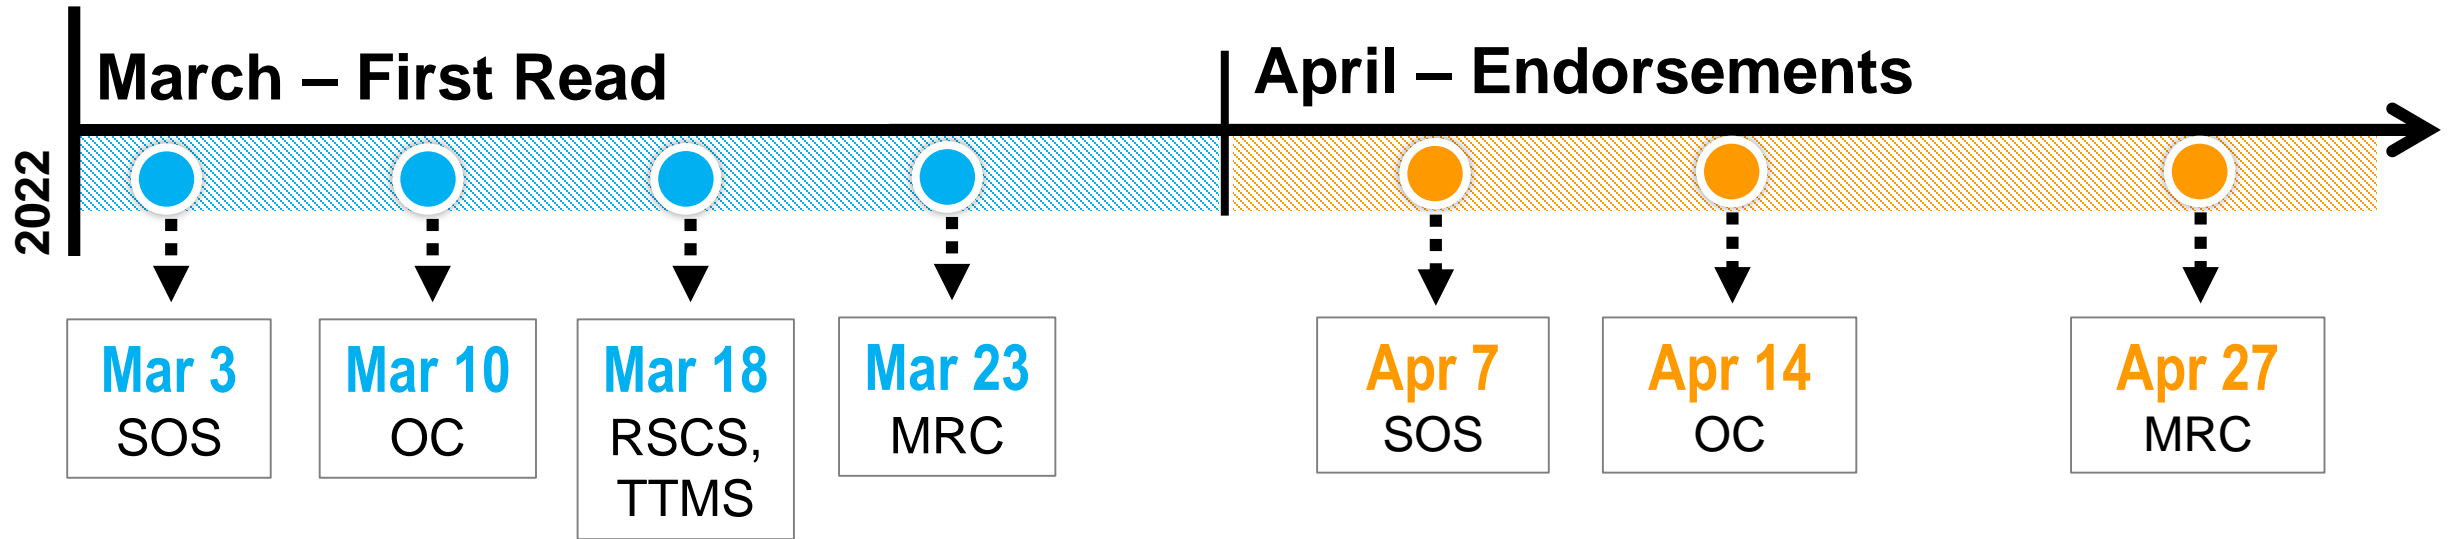 2022
March – First Read
April – Endorsements
Mar 3
SOS
Mar 10
OC
Mar 18
RSCS,
TTMS
Mar 23
MRC
Apr 7
SOS
Apr 14
OC
Apr 27
MRC